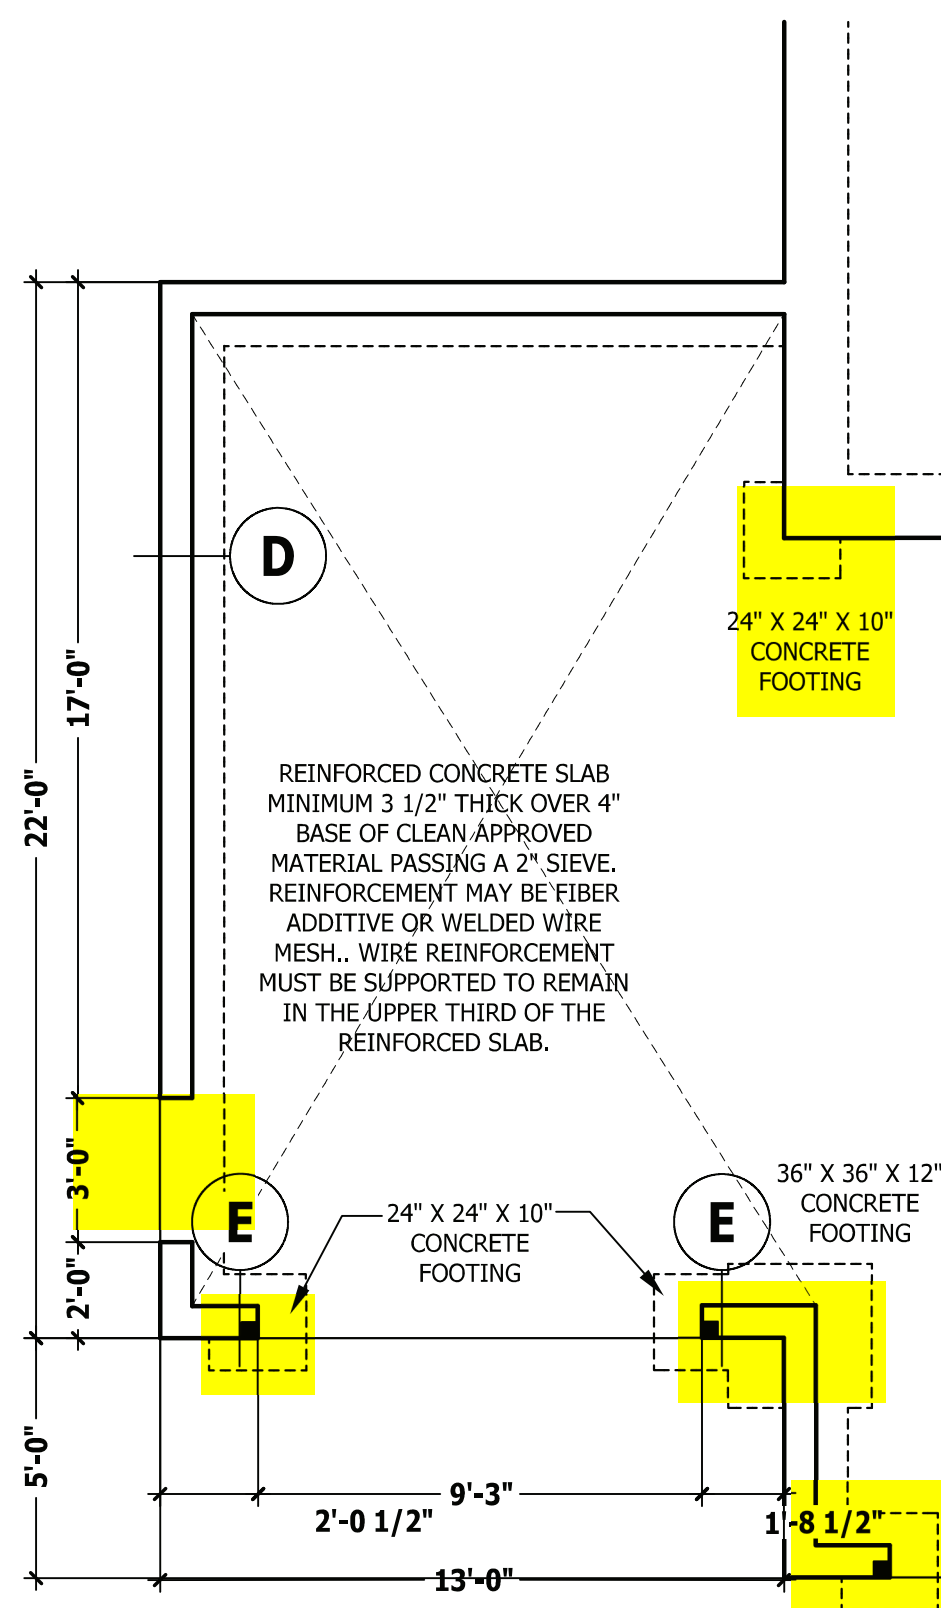 D
24" X 24" X 10"
CONCRETE
FOOTING
17'-0"
22'-0"
REINFORCED CONCRETE SLAB
MINIMUM 3 1/2" THICK OVER 4"
BASE OF CLEAN APPROVED
MATERIAL PASSING A 2" SIEVE.
REINFORCEMENT MAY BE FIBER
ADDITIVE OR WELDED WIRE
MESH.. WIRE REINFORCEMENT
MUST BE SUPPORTED TO REMAIN
IN THE UPPER THIRD OF THE
REINFORCED SLAB.
3'-0"
E
24" X 24" X 10"
CONCRETE
FOOTING
E
36" X 36" X 12"
CONCRETE
FOOTING
2'-0"
5'-0"
9'-3"
2'-0 1/2"
1'-8 1/2"
13'-0"